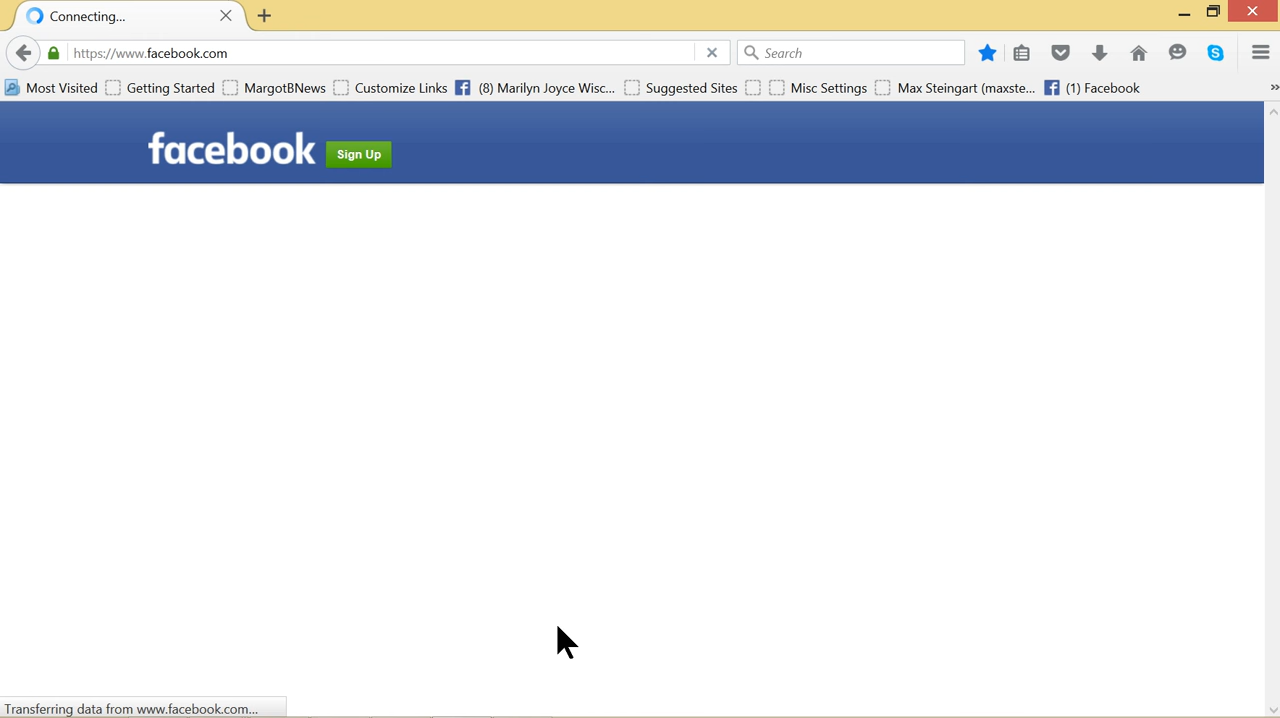 Connecting...
https://www.facebook.com
Search
Most Visited Getting Started MargotBNews Customize Links (8) Marilyn Joyce Wisc... Suggested Sites Misc Settings Max Steingart (maxste... (1) Facebook
facebook Sign Up
Transferring data from www.facebook.com...